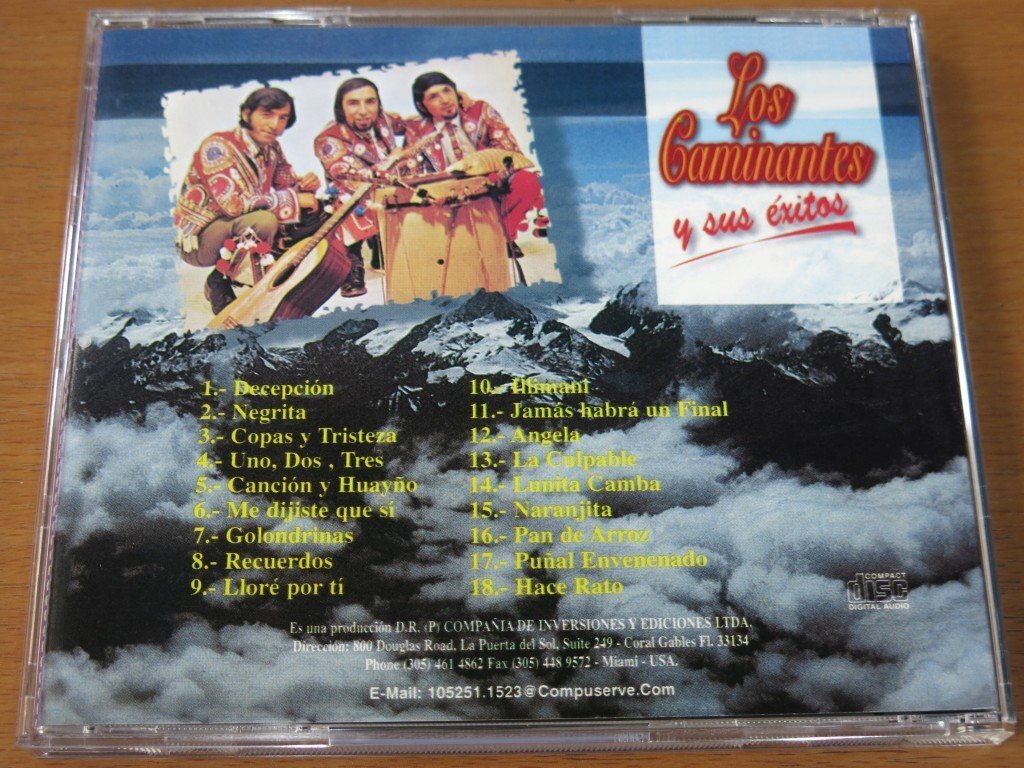 Los
Caminantes
y sus éxitos
1.- Decepción
2.- Negrita
3.- Copas y Tristeza
4.- Uno, Dos , Tres
5.- Canción y Huayño
6.- Me dijiste que si
7.- Golondrinas
8.- Recuerdos
9.- Lloré por tí
10.- Illimani
11.- Jamás habrá un Final
12.- Angela
13.- La Culpable
14.- Lunita Camba
15.- Naranjita
16.- Pan de Arroz
17.- Puñal Envenenado
18.- Hace Rato
COMPACT
disc
DIGITAL AUDIO
Es una producción D.R. (P) COMPAÑIA DE INVERSIONES Y EDICIONES LTDA.
Dirección: 800 Douglas Road, La Puerta del Sol, Suite 249 - Coral Gables Fl. 33134
Phone (305) 461 4862 Fax (305) 448 9572 - Miami - USA.
E-Mail: 105251.1523@Compuserve.Com